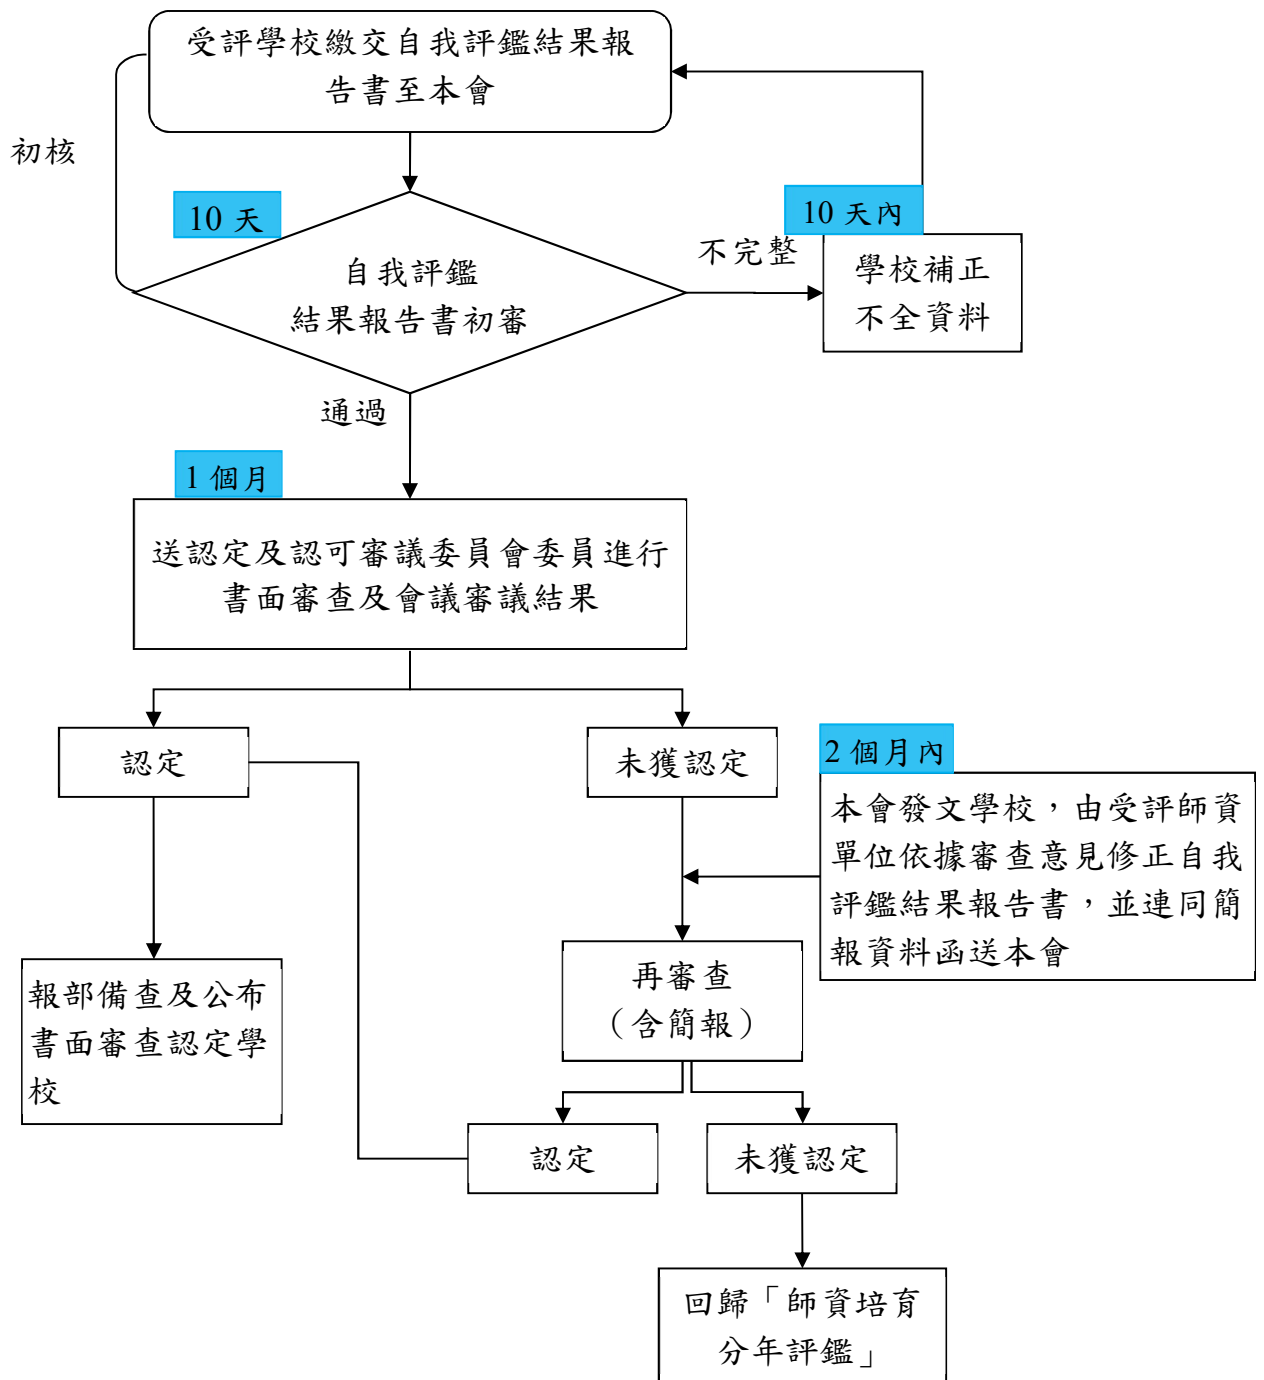 受評學校繳交自我評鑑結果報
告書至本會
初核
10 天
10 天內
不完整
學校補正
不全資料
自我評鑑
結果報告書初審
通過
1 個月
送認定及認可審議委員會委員進行
書面審查及會議審議結果
認定
未獲認定
2 個月內
本會發文學校，由受評師資
單位依據審查意見修正自我
評鑑結果報告書，並連同簡
報資料函送本會
報部備查及公布
書面審查認定學
校
再審查
（含簡報）
認定
未獲認定
回歸「師資培育
分年評鑑」